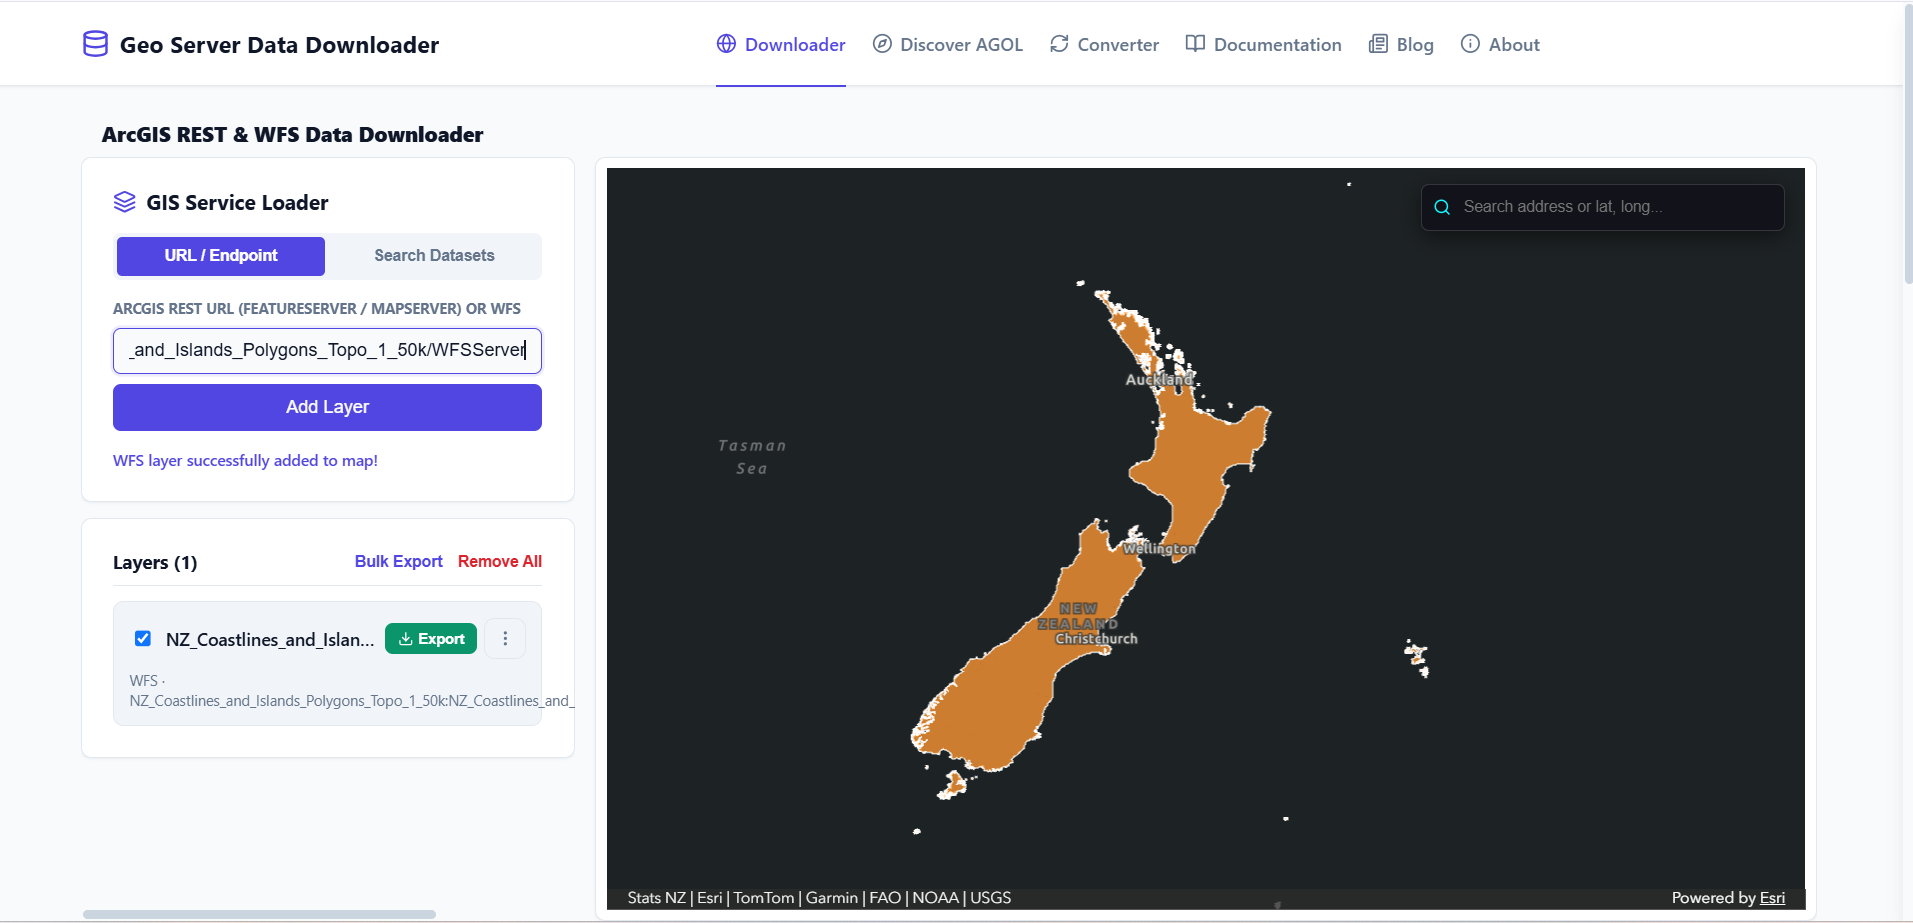 Geo Server Data Downloader
Downloader
Discover AGOL
Converter
Documentation
Blog
About
ArcGIS REST & WFS Data Downloader
GIS Service Loader
URL / Endpoint
Search Datasets
ARCGIS REST URL (FEATURESERVER / MAPSERVER) OR WFS
_and_Islands_Polygons_Topo_1_50k/WFSServer
Add Layer
WFS layer successfully added to map!
Layers (1)
Bulk Export
Remove All
NZ_Coastlines_and_Islan...
Export
WFS ·
NZ_Coastlines_and_Islands_Polygons_Topo_1_50k:NZ_Coastlines_and_
Search address or lat, long...
Auckland
Tasman
Sea
Wellington
NEW
ZEALAND
Christchurch
Stats NZ | Esri | TomTom | Garmin | FAO | NOAA | USGS
Powered by Esri